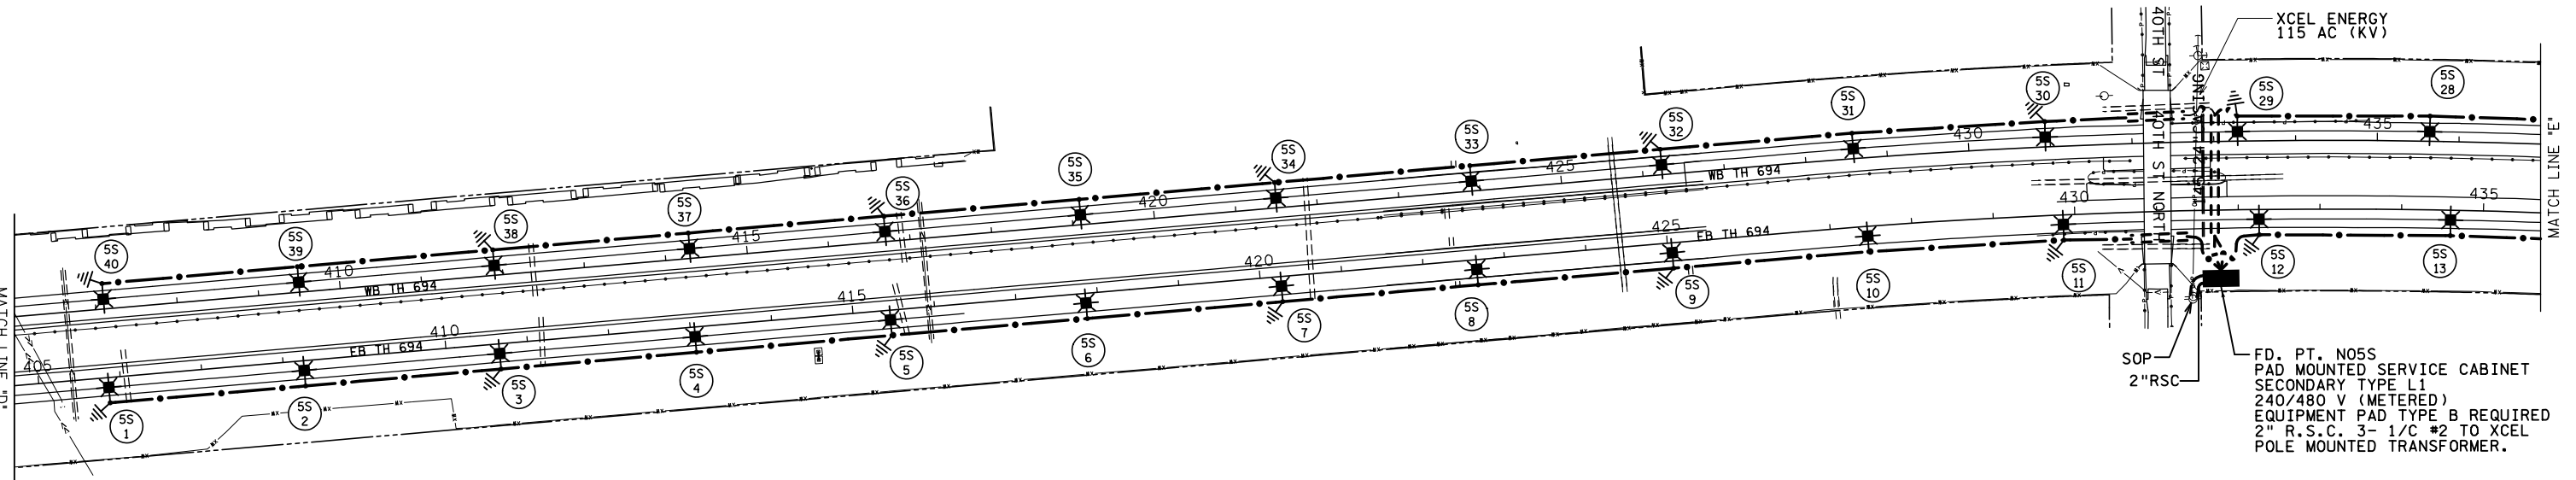 XCEL ENERGY
115 AC (KV)
40TH ST
40TH ST NORTH
MATCH LINE "E"
5S
28
5S
29
5S
30
5S
31
5S
32
5S
33
5S
34
5S
35
5S
36
5S
37
5S
38
5S
39
5S
40
410
415
420
425
430
435
WB TH 694
WB TH 694
405
410
415
420
425
430
435
EB TH 694
EB TH 694
5S
1
5S
2
5S
3
5S
4
5S
5
5S
6
5S
7
5S
8
5S
9
5S
10
5S
11
5S
12
5S
13
MATCH LINE "D"
SOP
2"RSC
FD. PT. NO5S
PAD MOUNTED SERVICE CABINET
SECONDARY TYPE L1
240/480 V (METERED)
EQUIPMENT PAD TYPE B REQUIRED
2" R.S.C. 3- 1/C #2 TO XCEL
POLE MOUNTED TRANSFORMER.